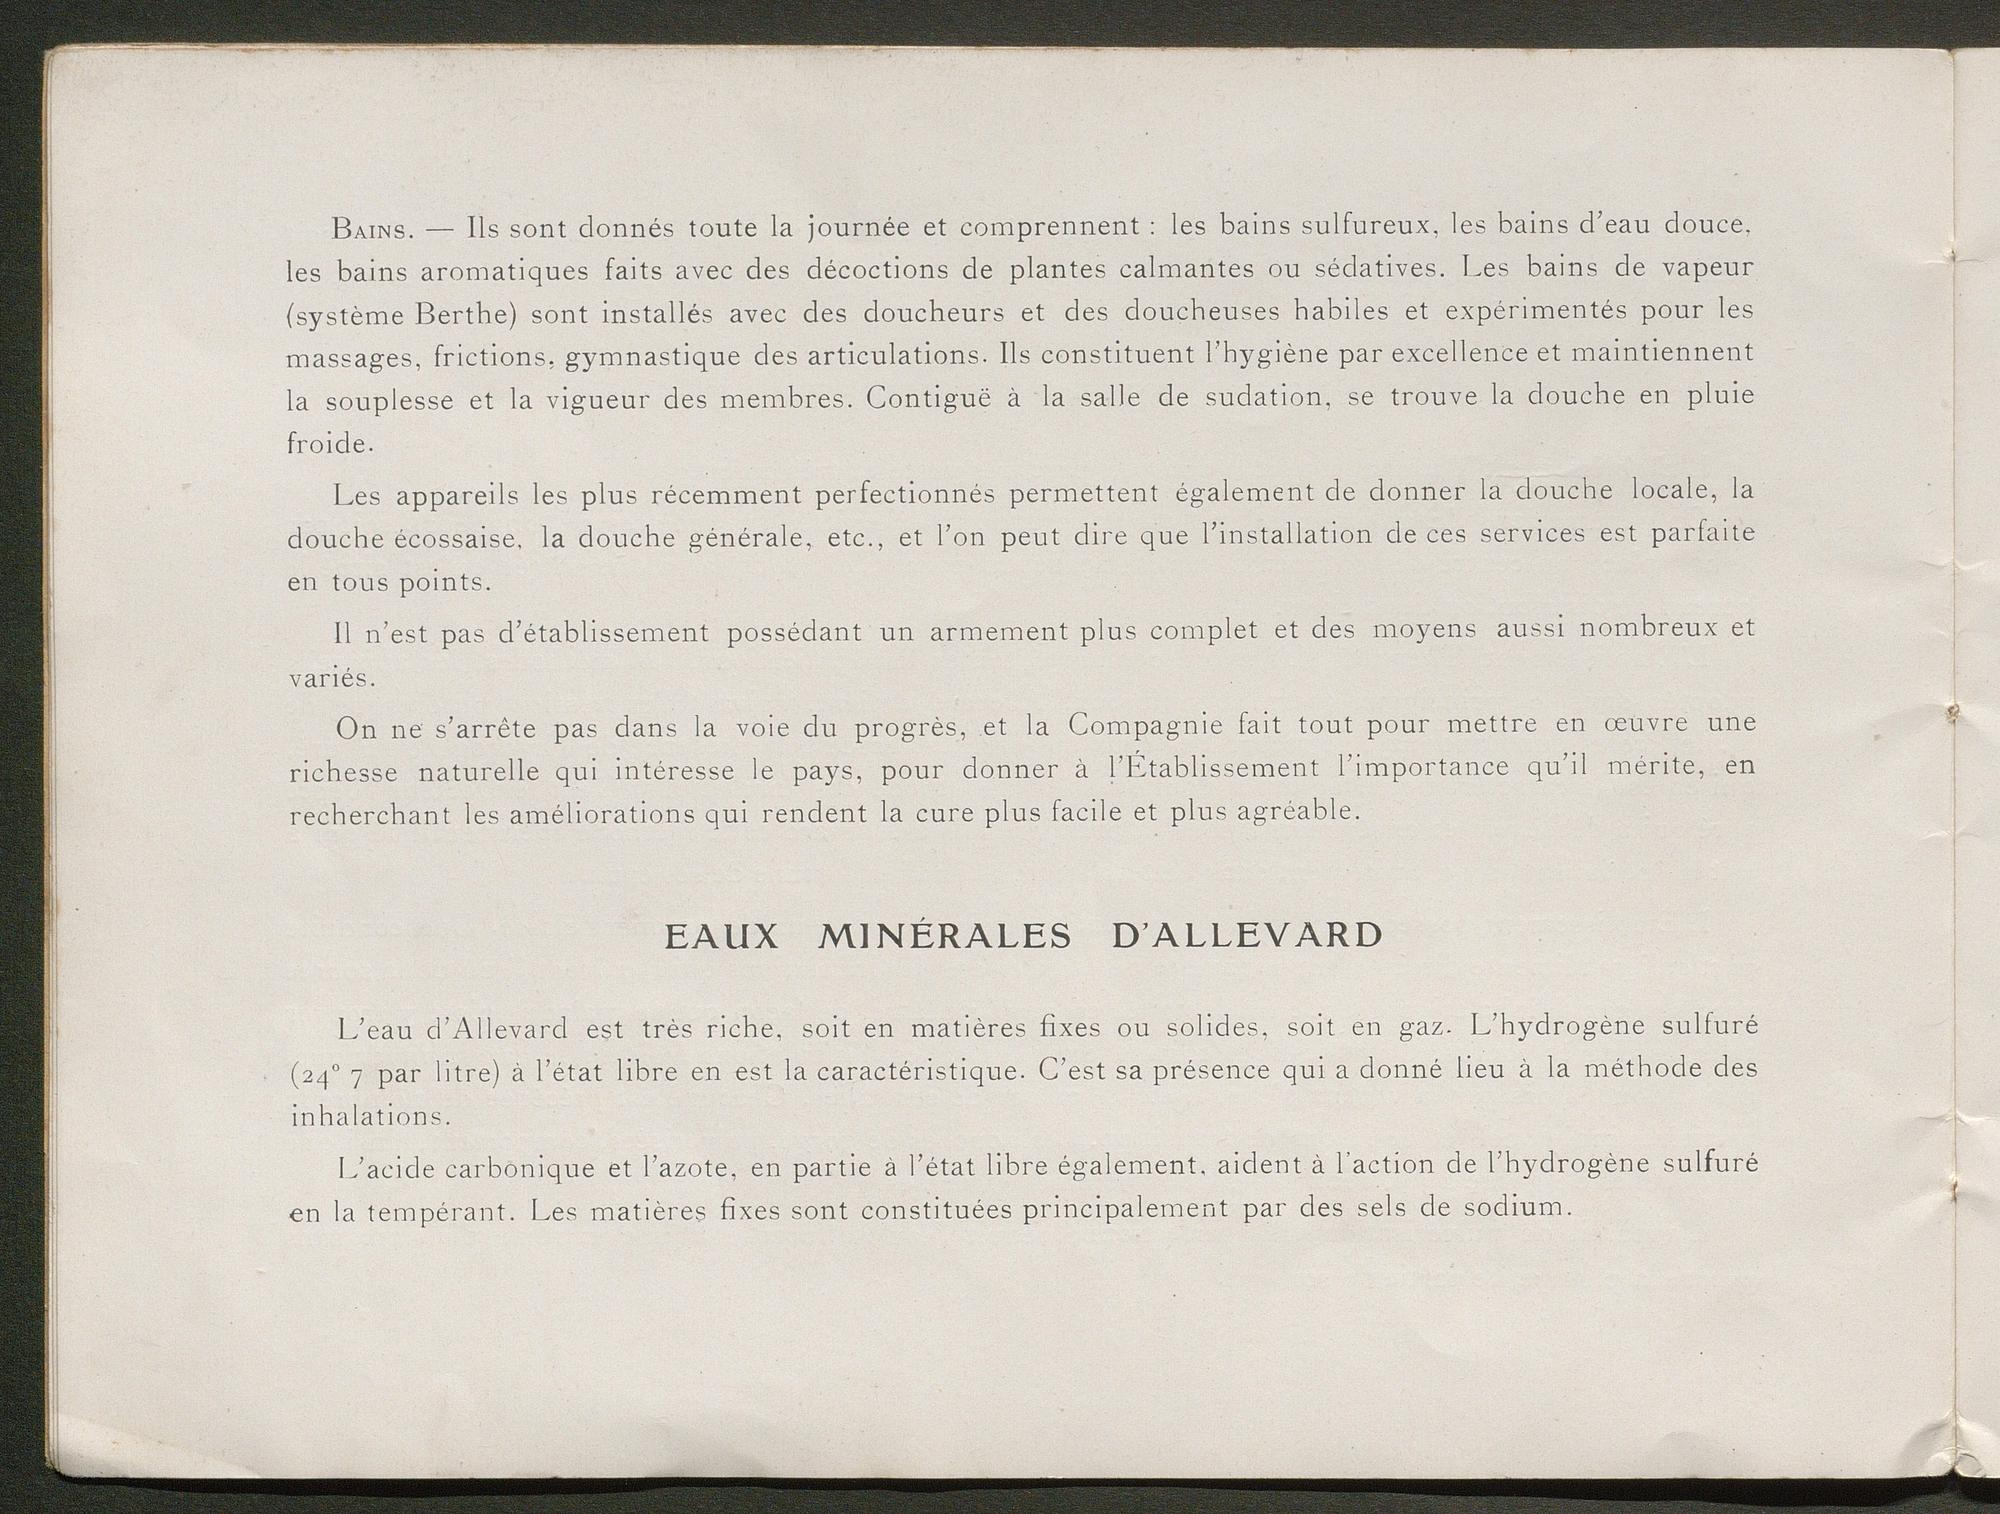 BAINS. — Ils sont donnés toute la journée et comprennent : les bains sulfureux, les bains d'eau douce,
les bains aromatiques faits avec des décoctions de plantes calmantes ou sédatives. Les bains de vapeur
(système Berthe) sont installés avec des doucheurs et des doucheuses habiles et expérimentés pour les
massages, frictions, gymnastique des articulations. Ils constituent l'hygiène par excellence et maintiennent
la souplesse et la vigueur des membres. Contiguë à la salle de sudation, se trouve la douche en pluie
froide.
Les appareils les plus récemment perfectionnés permettent également de donner la douche locale, la
douche écossaise, la douche générale, etc., et l'on peut dire que l'installation de ces services est parfaite
en tous points.
Il n'est pas d'établissement possédant un armement plus complet et des moyens aussi nombreux et
variés.
On ne s'arrête pas dans la voie du progrès, et la Compagnie fait tout pour mettre en œuvre une
richesse naturelle qui intéresse le pays, pour donner à l'Établissement l'importance qu'il mérite, en
recherchant les améliorations qui rendent la cure plus facile et plus agréable.
EAUX MINÉRALES D'ALLEVARD
L'eau d'Allevard est très riche, soit en matières fixes ou solides, soit en gaz. L'hydrogène sulfuré
(24° 7 par litre) à l'état libre en est la caractéristique. C'est sa présence qui a donné lieu à la méthode des
inhalations.
L'acide carbonique et l'azote, en partie à l'état libre également, aident à l'action de l'hydrogène sulfuré
en la tempérant. Les matières fixes sont constituées principalement par des sels de sodium.